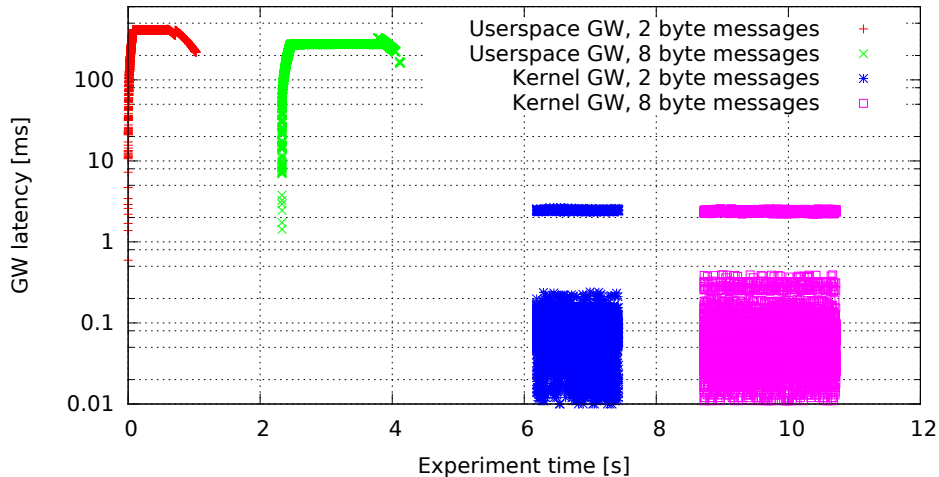 Userspace GW, 2 byte messages
Userspace GW, 8 byte messages
Kernel GW, 2 byte messages
Kernel GW, 8 byte messages
GW latency [ms]
100
10
1
0.1
0.01
0 2 4 6 8 10 12
Experiment time [s]